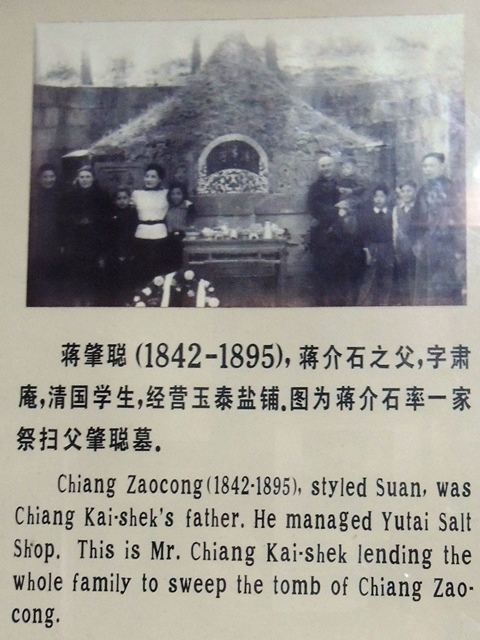 蒋肇聪(1842-1895),蒋介石之父,字肃
庵,清国学生,经营玉泰盐铺.图为蒋介石率一家
祭扫父肇聪墓.
Chiang Zaocong(1842-1895), styled Suan, was
Chiang Kai-shek's father. He managed Yutai Salt
Shop. This is Mr. Chiang Kai-shek lending the
whole family to sweep the tomb of Chiang Zao-
cong.